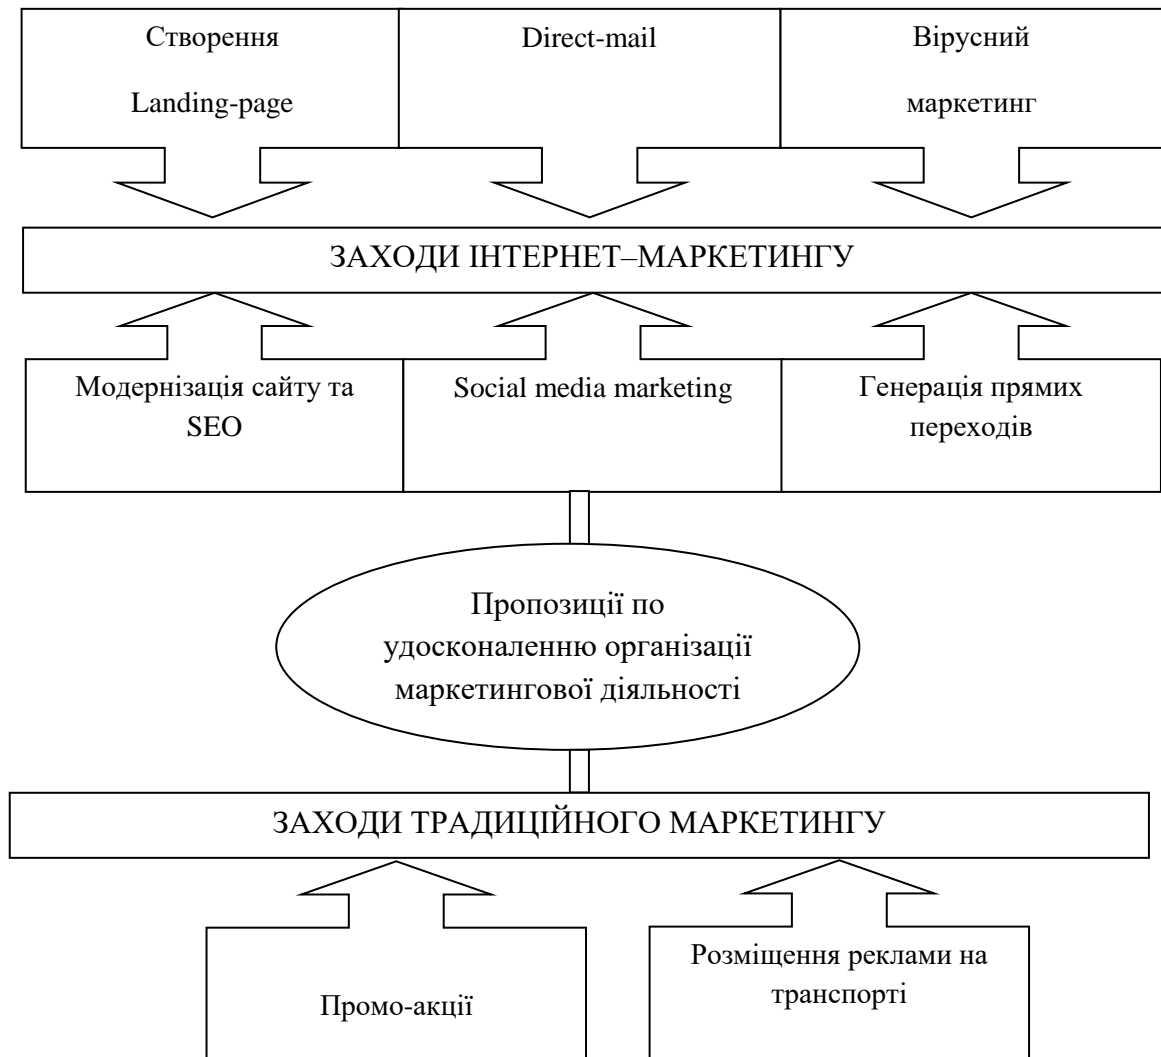 Створення
Landing-page
Direct-mail
Вірусний
маркетинг
ЗАХОДИ ІНТЕРНЕТ–МАРКЕТИНГУ
Модернізація сайту та
SEO
Social media marketing
Генерація прямих
переходів
Пропозиції по
удосконаленню організації
маркетингової діяльності
ЗАХОДИ ТРАДИЦІЙНОГО МАРКЕТИНГУ
Промо-акції
Розміщення реклами на
транспорті